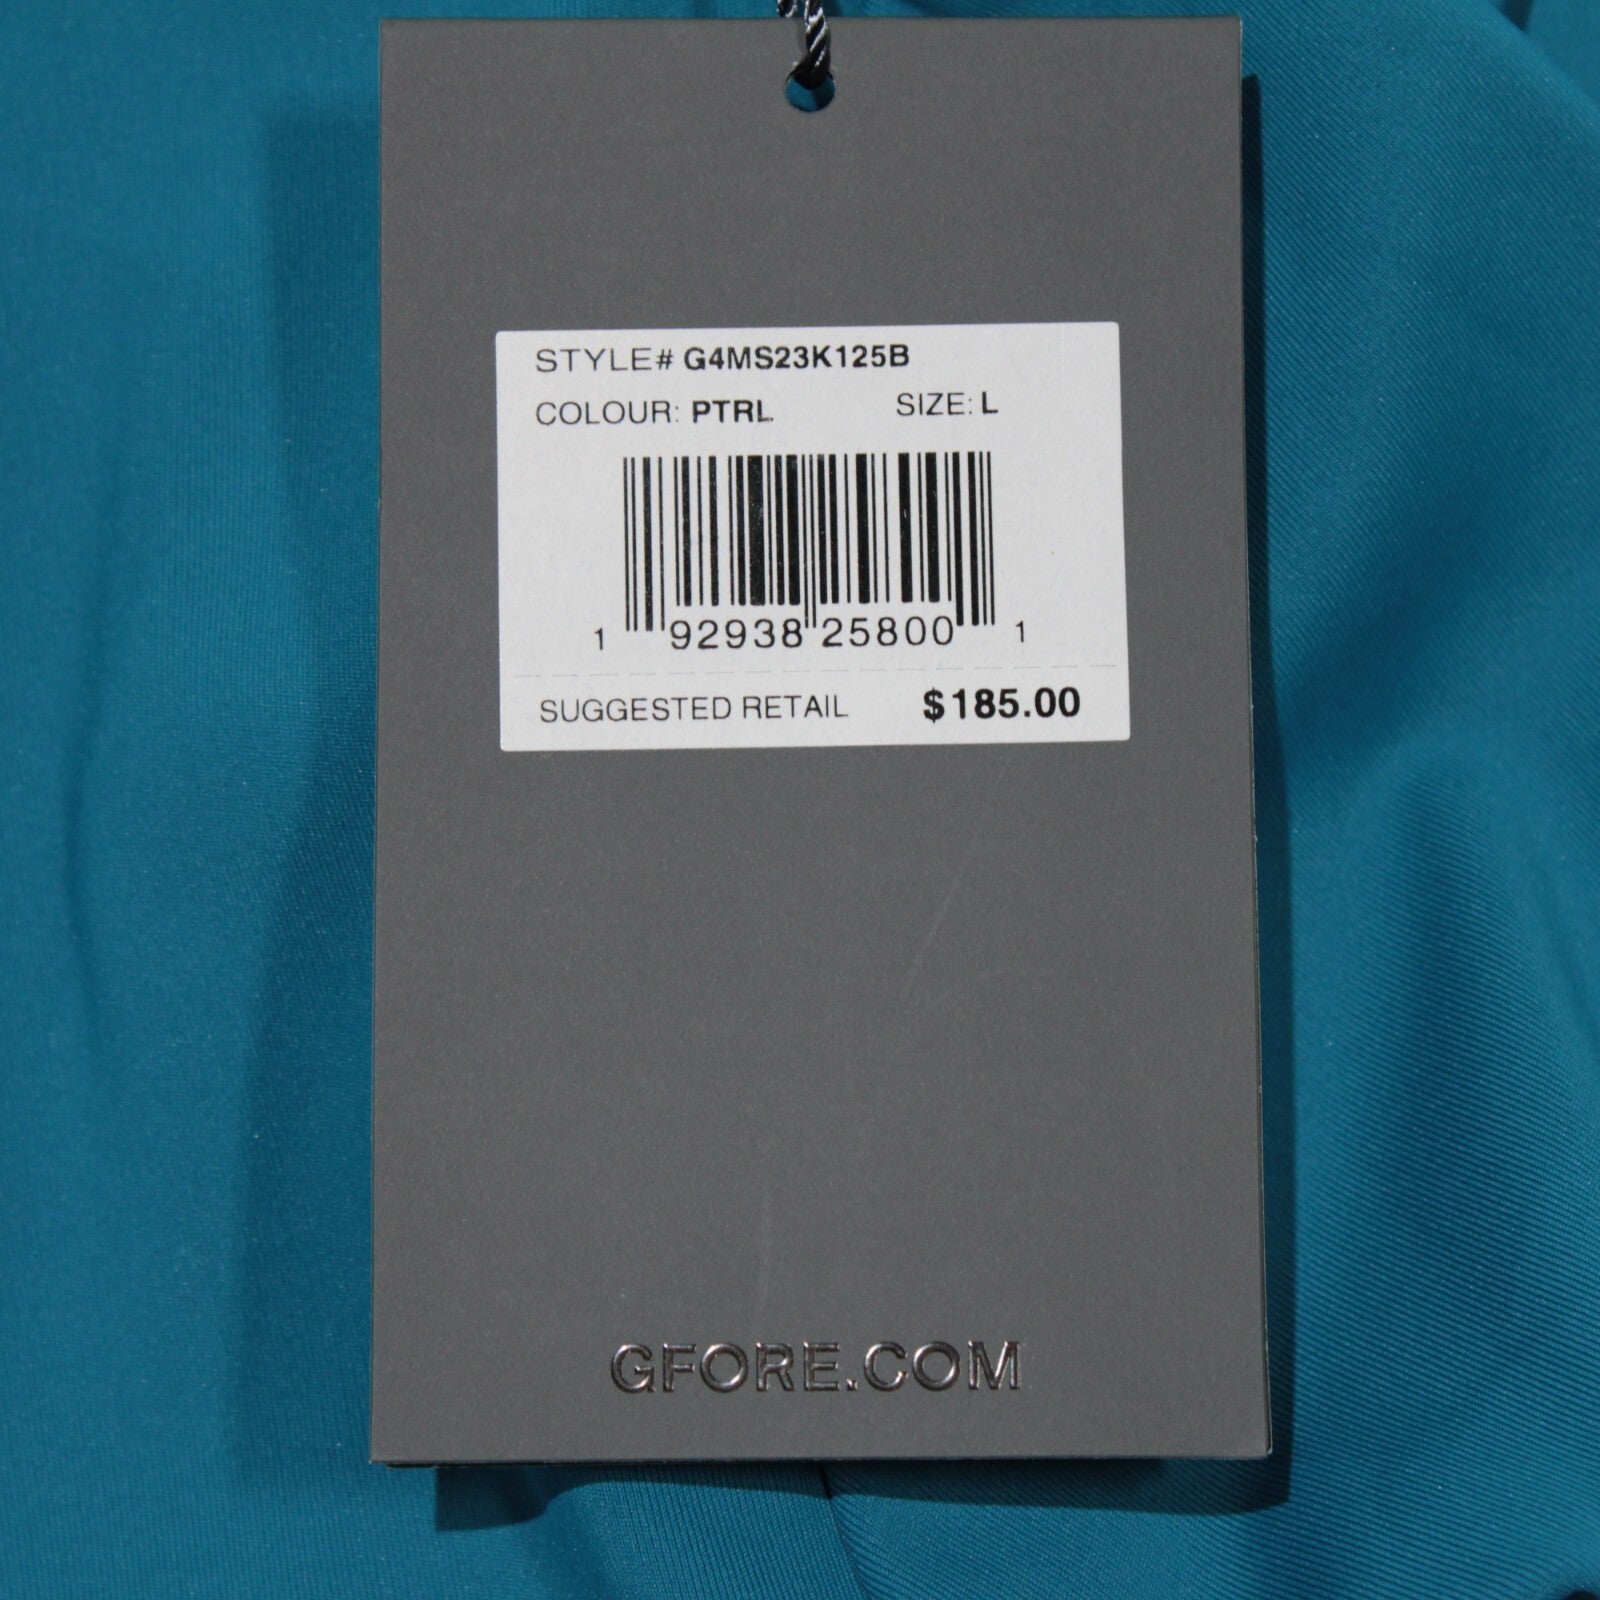 STYLE# G4MS23K125B
COLOUR: PTRL SIZE: L
1 92938 25800 1
SUGGESTED RETAIL $185.00
GFORE.COM